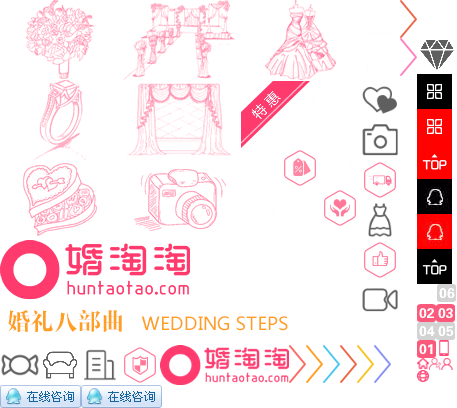 特惠
TOP
婚淘淘
huntaotao.com
TOP
06
02 03
04 05
01
婚礼八部曲 WEDDING STEPS
婚淘淘
huntaotao.com
在线咨询 在线咨询